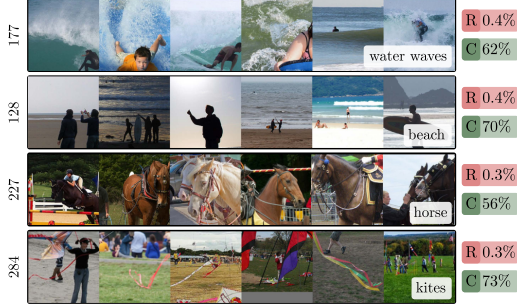 177
water waves
R 0.4%
C 62%
128
beach
R 0.4%
C 70%
227
horse
R 0.3%
C 56%
284
kites
R 0.3%
C 73%